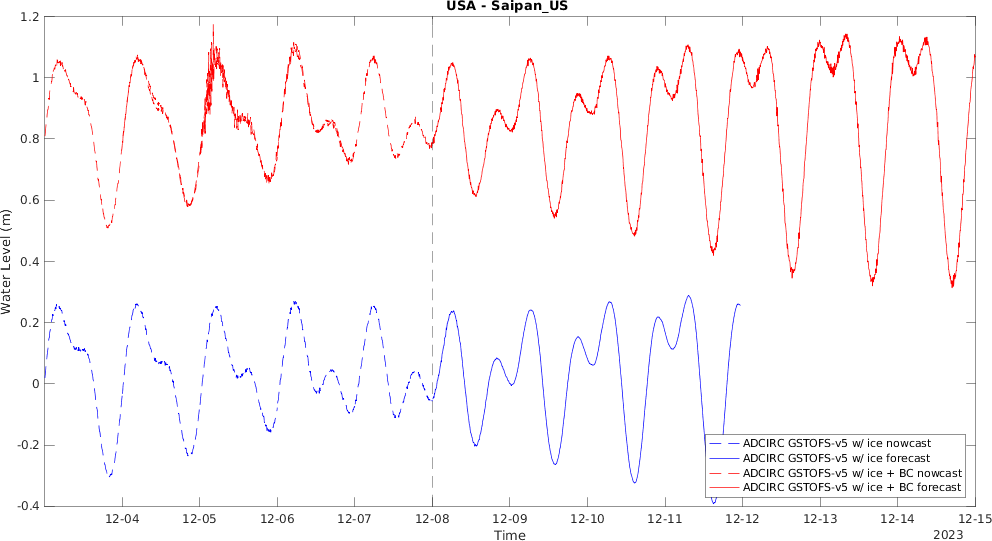 USA - Saipan_US
Water Level (m)
1.2
1
0.8
0.6
0.4
0.2
0
-0.2
-0.4
ADCIRC GSTOFS-v5 w/ ice nowcast
ADCIRC GSTOFS-v5 w/ ice forecast
ADCIRC GSTOFS-v5 w/ ice + BC nowcast
ADCIRC GSTOFS-v5 w/ ice + BC forecast
12-04 12-05 12-06 12-07 12-08 12-09 12-10 12-11 12-12 12-13 12-14 12-15
Time 2023